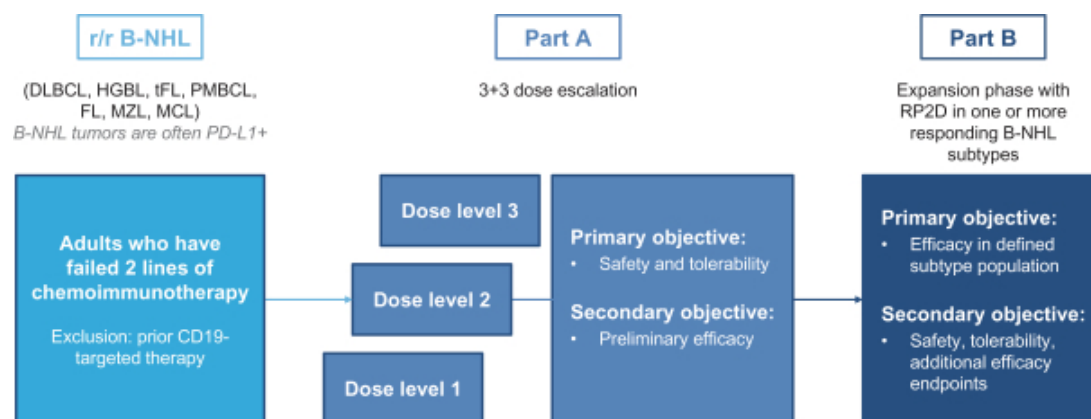 r/r B-NHL
(DLBCL, HGBL, tFL, PMBCL,
FL, MZL, MCL)
B-NHL tumors are often PD-L1+
Adults who have
failed 2 lines of
chemoimmunotherapy
Exclusion: prior CD19-
targeted therapy
Part A
3+3 dose escalation
Dose level 3
Dose level 2
Dose level 1
Primary objective:
• Safety and tolerability
Secondary objective:
• Preliminary efficacy
Part B
Expansion phase with
RP2D in one or more
responding B-NHL
subtypes
Primary objective:
• Efficacy in defined
subtype population
Secondary objective:
• Safety, tolerability,
additional efficacy
endpoints